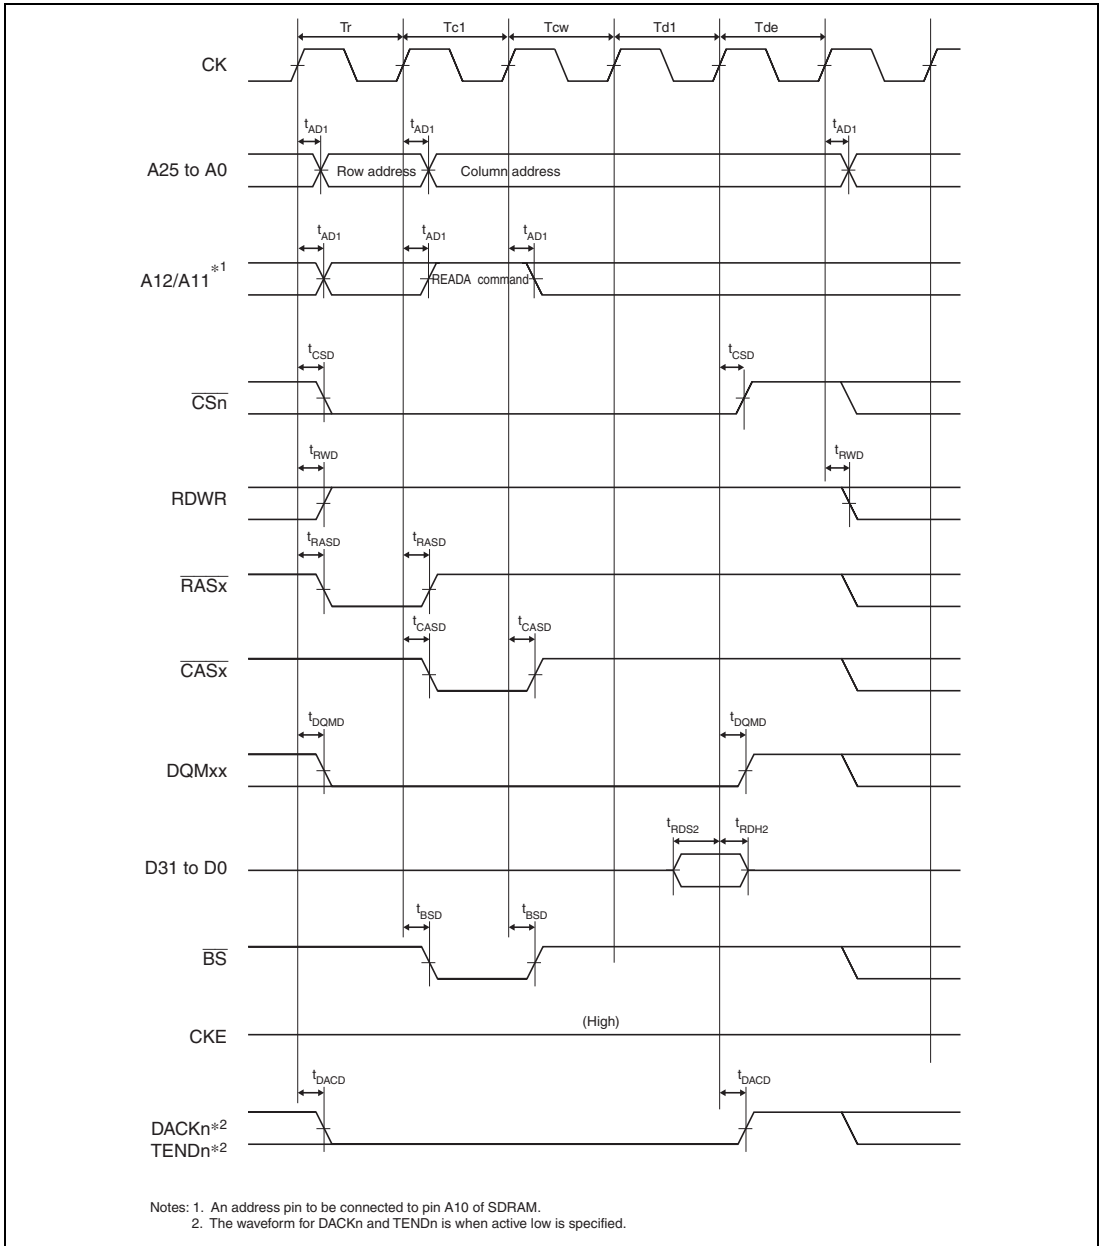 Tr Tc1 Tcw Td1 Tde
CK
tAD1 tAD1 tAD1
A25 to A0 Row address Column address
tAD1 tAD1 tAD1
A12/A11*1 READA command
tCSD tCSD
CSn
tRWD tRWD
RDWR
tRASD tRASD
RASx
tCASD tCASD
CASx
tDQMD tDQMD
DQMxx
tRDS2 tRDH2
D31 to D0
tBSD tBSD
BS
(High)
CKE
tDACD tDACD
DACKn*2
TENDn*2
Notes: 1. An address pin to be connected to pin A10 of SDRAM.
2. The waveform for DACKn and TENDn is when active low is specified.